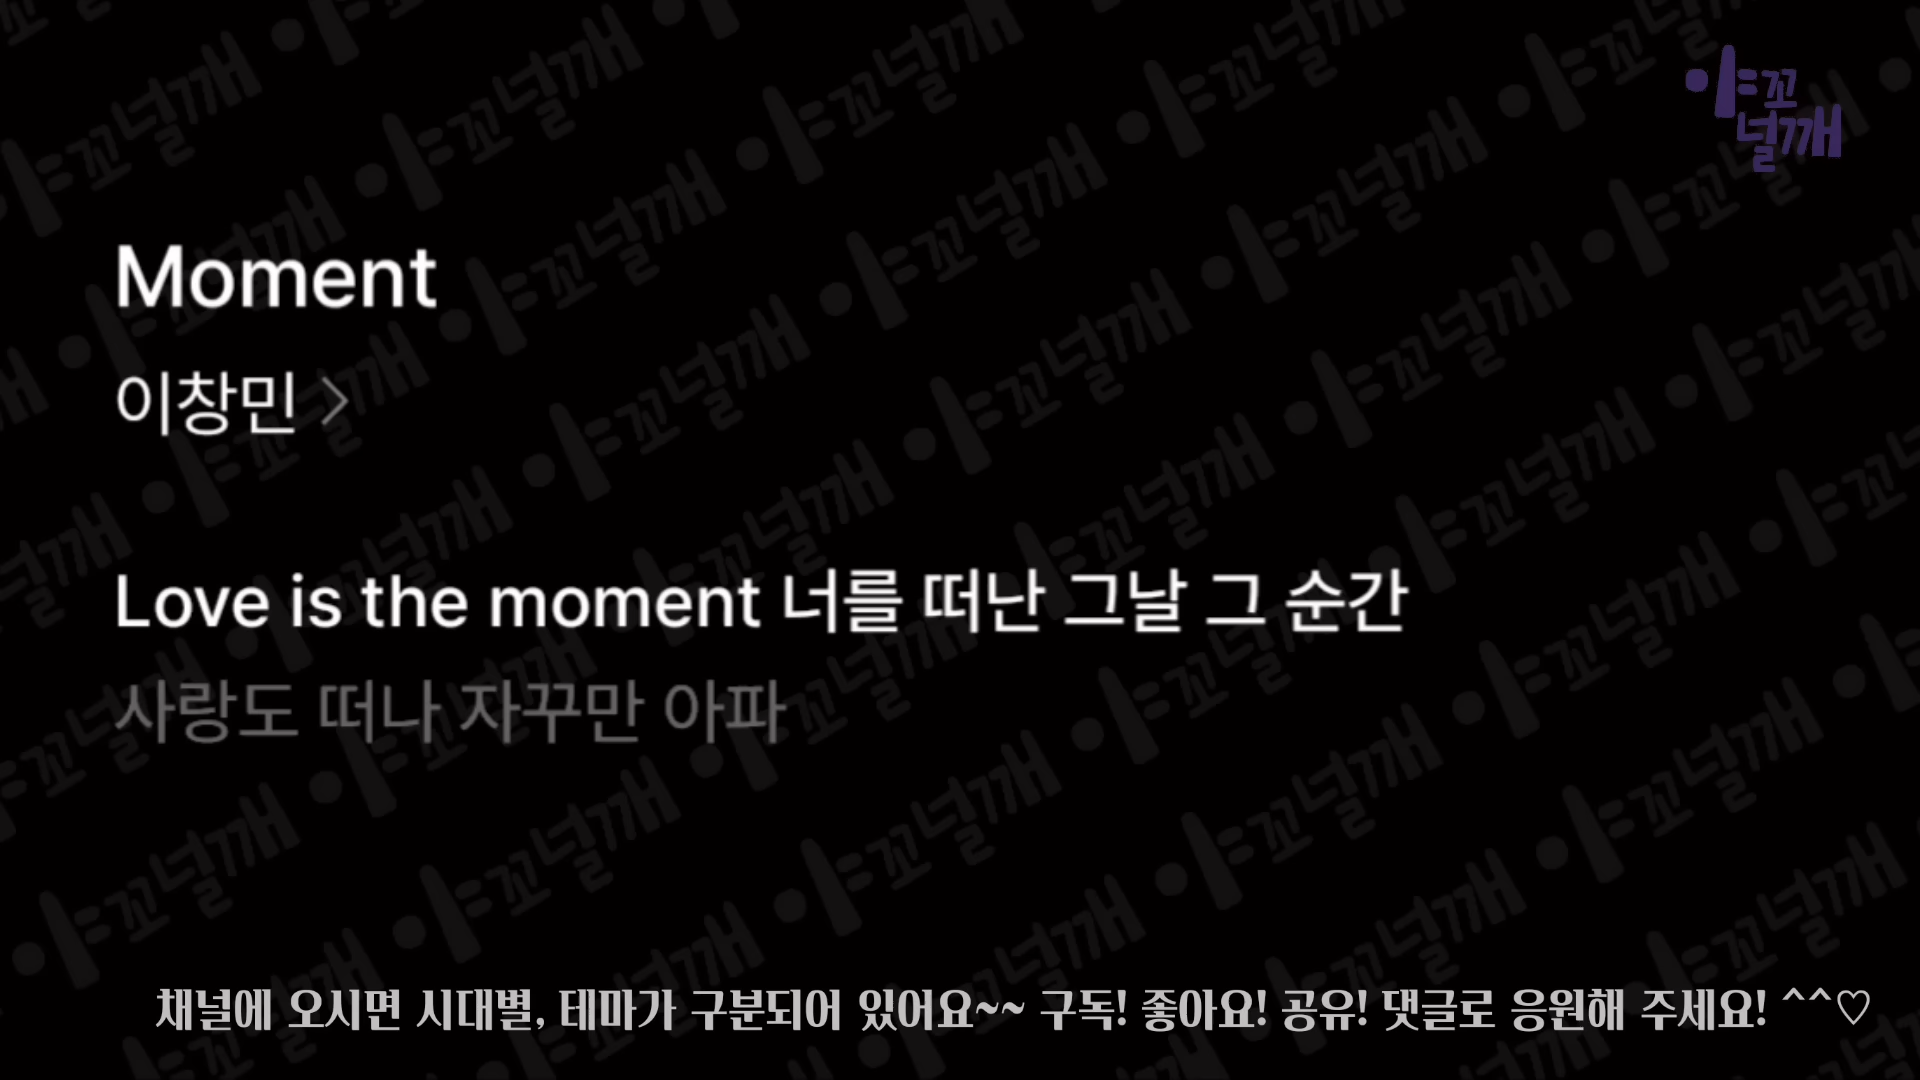 야꼬
널깨
Moment
이창민 >
Love is the moment 너를 떠난 그날 그 순간
사랑도 떠나 자꾸만 아파
채널에 오시면 시대별, 테마가 구분되어 있어요~~ 구독! 좋아요! 공유! 댓글로 응원해 주세요! ^^♡